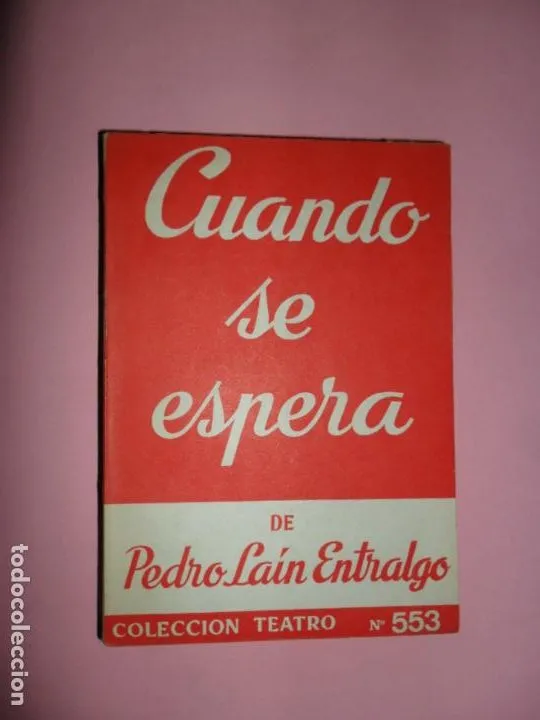 Cuando
se
espera
DE
Pedro Laín Entralgo
COLECCION TEATRO Nº 553
todocoleccion